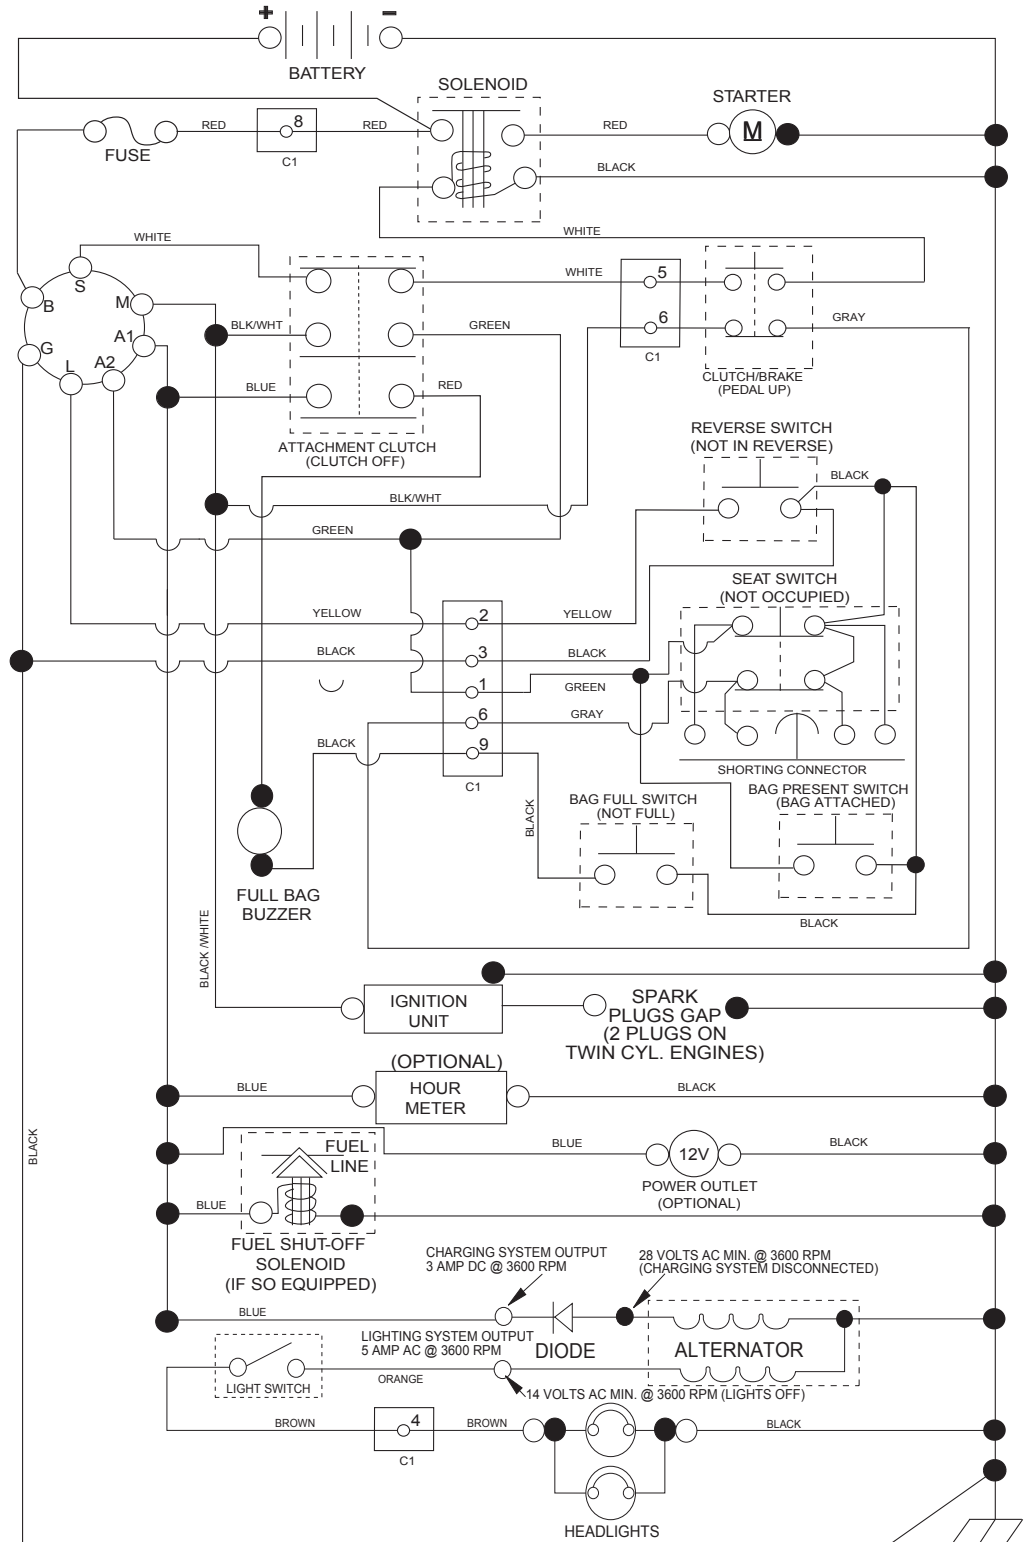 + –
BATTERY
SOLENOID
STARTER
RED
8
RED
RED
M
FUSE
C1
BLACK
WHITE
WHITE
WHITE
5
S
B
M
BLK/WHT
GREEN
6
GRAY
A1
G
L
A2
C1
BLUE
RED
CLUTCH/BRAKE
(PEDAL UP)
ATTACHMENT CLUTCH
(CLUTCH OFF)
REVERSE SWITCH
(NOT IN REVERSE)
BLACK
BLK/WHT
GREEN
SEAT SWITCH
(NOT OCCUPIED)
YELLOW
2
YELLOW
BLACK
3
BLACK
1
GREEN
6
GRAY
BLACK
9
SHORTING CONNECTOR
C1
BAG PRESENT SWITCH
(BAG ATTACHED)
BAG FULL SWITCH
(NOT FULL)
BLACK
FULL BAG
BUZZER
BLACK
BLACK /WHITE
IGNITION
UNIT
SPARK
PLUGS GAP
(2 PLUGS ON
TWIN CYL. ENGINES)
(OPTIONAL)
BLUE
HOUR
METER
BLACK
BLACK
FUEL
LINE
BLUE
12V
BLACK
POWER OUTLET
(OPTIONAL)
BLUE
FUEL SHUT-OFF
SOLENOID
(IF SO EQUIPPED)
CHARGING SYSTEM OUTPUT
3 AMP DC @ 3600 RPM
28 VOLTS AC MIN. @ 3600 RPM
(CHARGING SYSTEM DISCONNECTED)
BLUE
LIGHTING SYSTEM OUTPUT
5 AMP AC @ 3600 RPM
DIODE
ALTERNATOR
LIGHT SWITCH
ORANGE
14 VOLTS AC MIN. @ 3600 RPM (LIGHTS OFF)
BROWN
4
BROWN
BLACK
C1
HEADLIGHTS